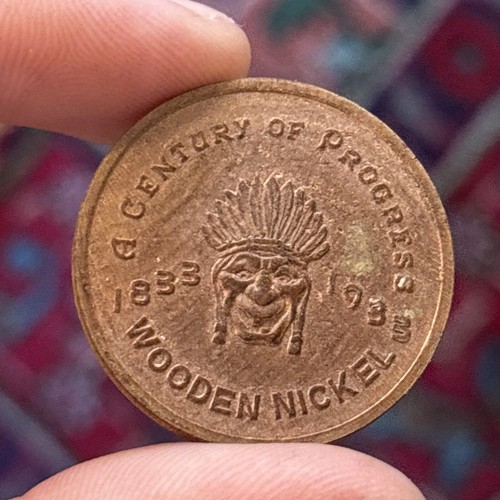 A CENTURY OF PROGRESS
1833 1933
WOODEN NICKEL